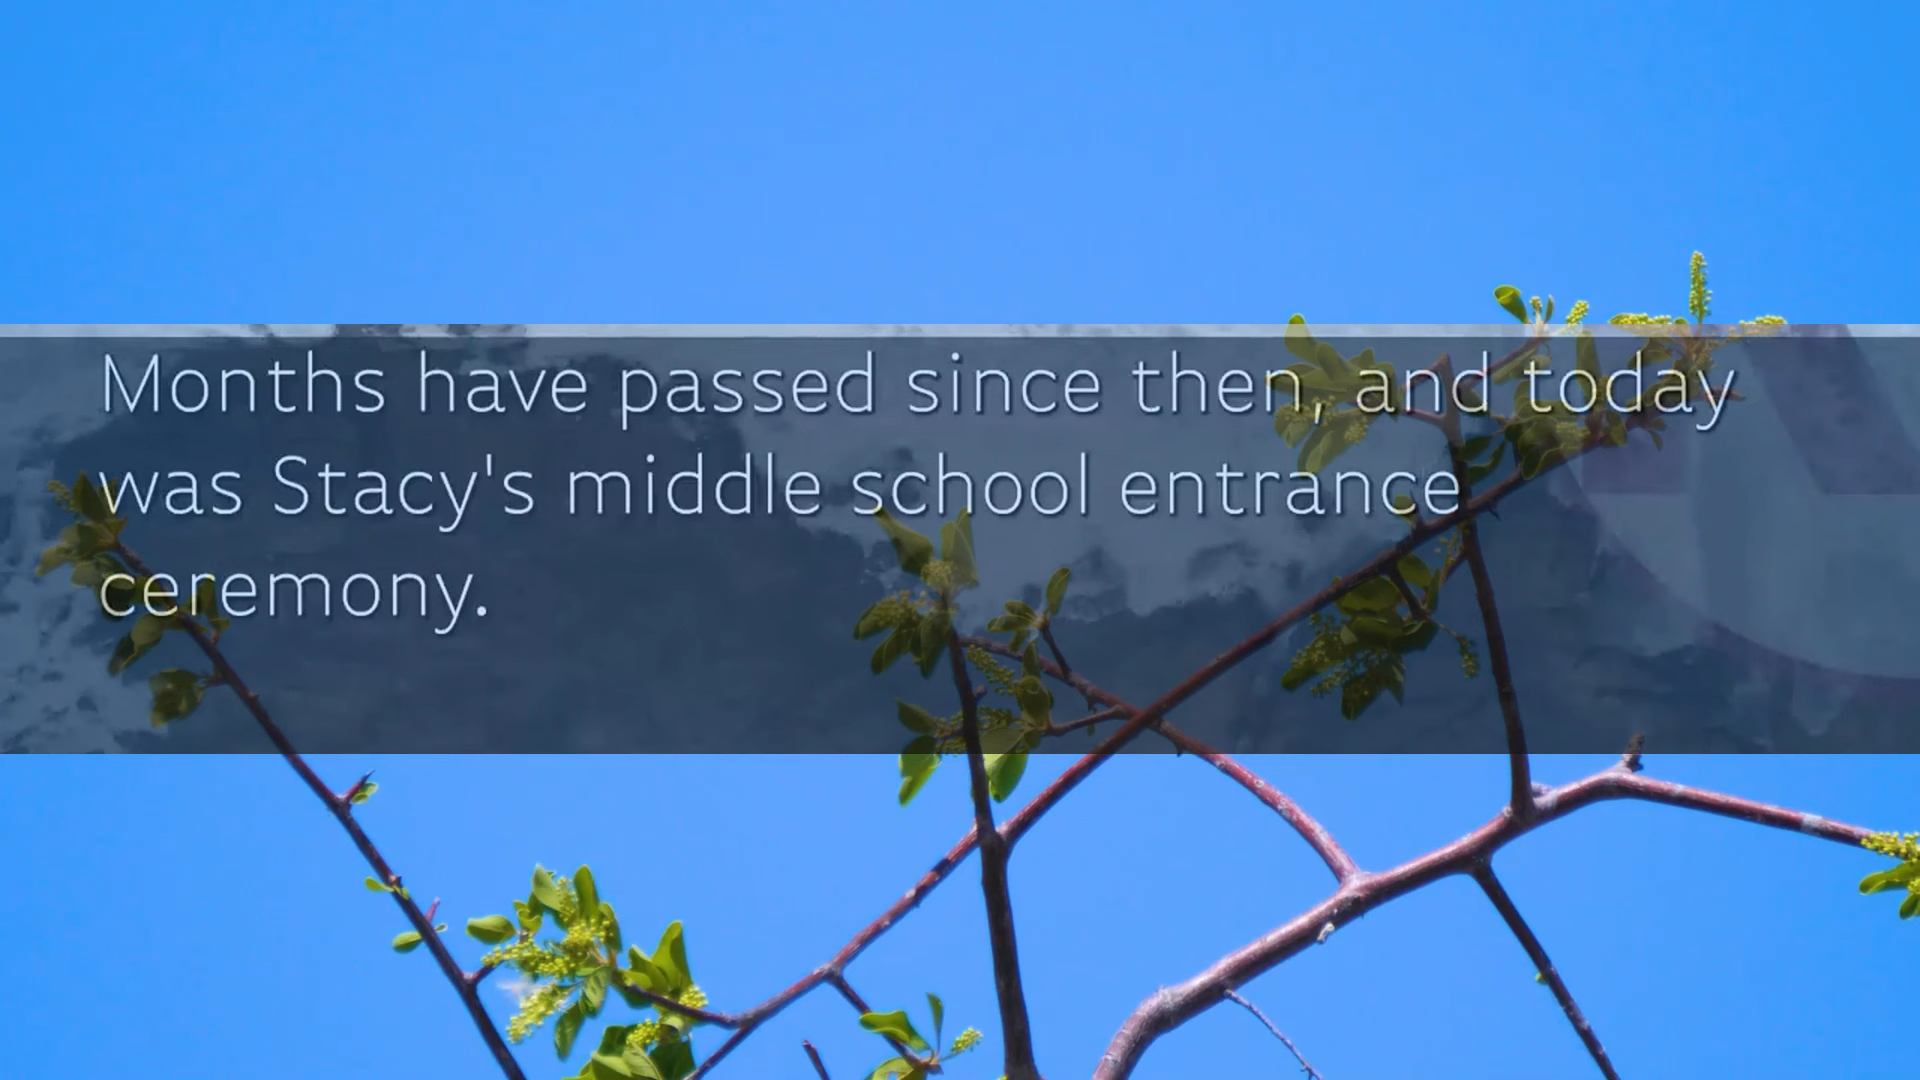 Months have passed since then, and today
was Stacy's middle school entrance
ceremony.